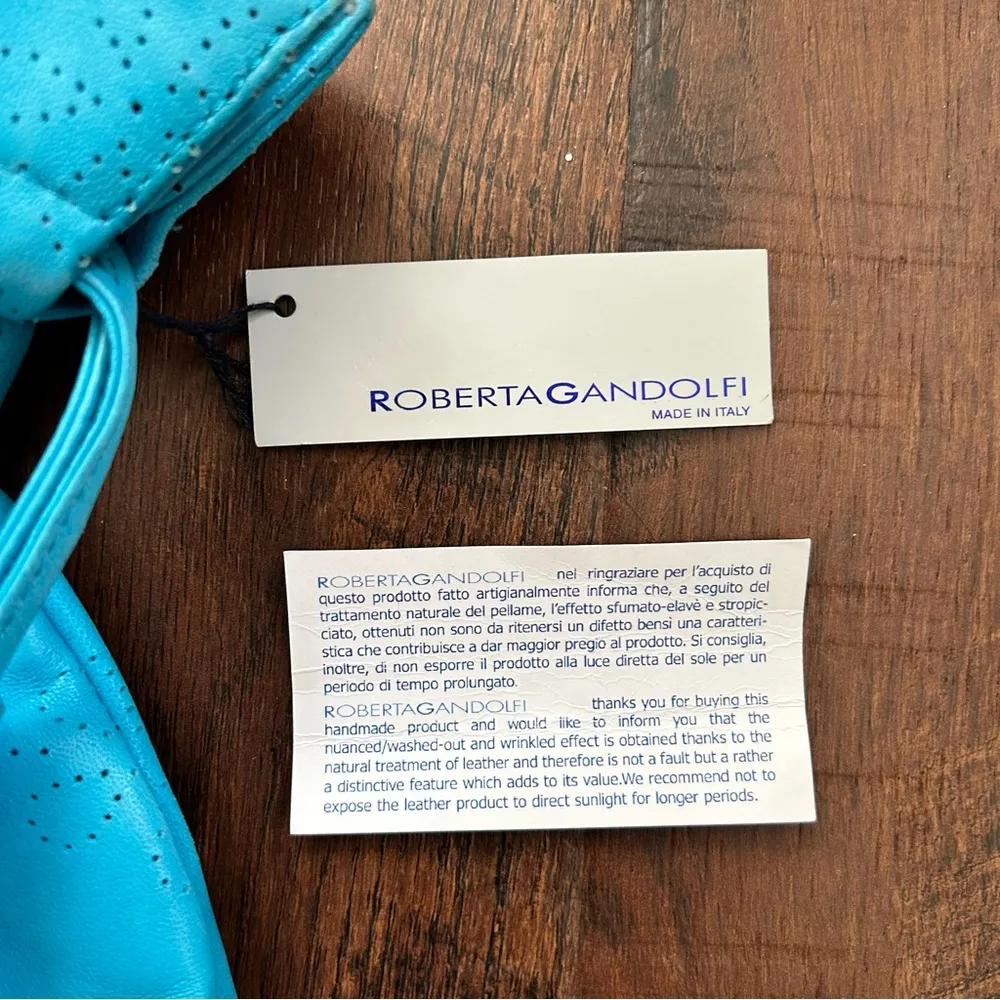 ROBERTAGANDOLFI
MADE IN ITALY
ROBERTAGANDOLFI nel ringraziare per l'acquisto di
questo prodotto fatto artigianalmente informa che, a seguito del
trattamento naturale del pellame, l'effetto sfumato-elavè e stropic-
ciato, ottenuti non sono da ritenersi un difetto bensi una caratteri-
stica che contribuisce a dar maggior pregio al prodotto. Si consiglia,
inoltre, di non esporre il prodotto alla luce diretta del sole per un
periodo di tempo prolungato.
ROBERTAGANDOLFI thanks you for buying this
handmade product and would like to inform you that the
nuanced/washed-out and wrinkled effect is obtained thanks to the
natural treatment of leather and therefore is not a fault but a rather
a distinctive feature which adds to its value.We recommend not to
expose the leather product to direct sunlight for longer periods.